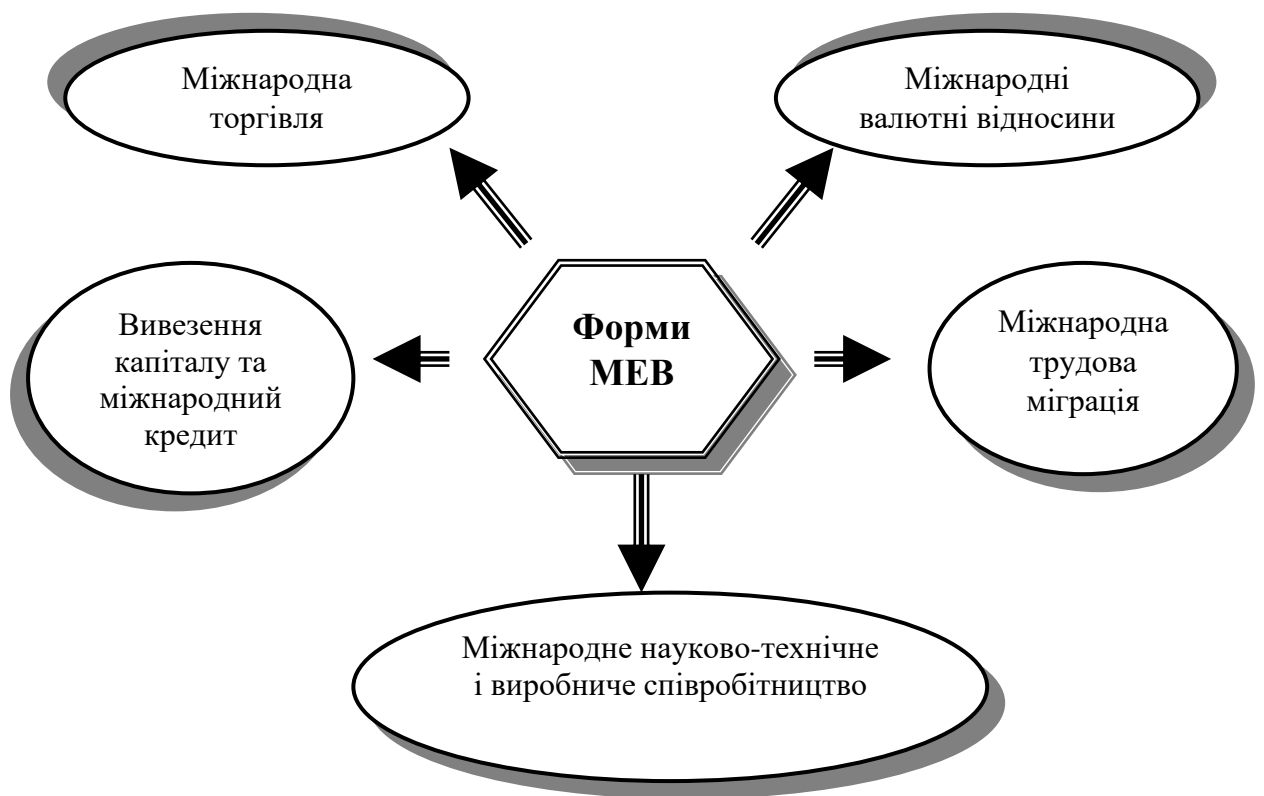 Міжнародна
торгівля
Міжнародні
валютні відносини
Вивезення
капіталу та
міжнародний
кредит
Форми
МЕВ
Міжнародна
трудова
міграція
Міжнародне науково-технічне
і виробниче співробітництво